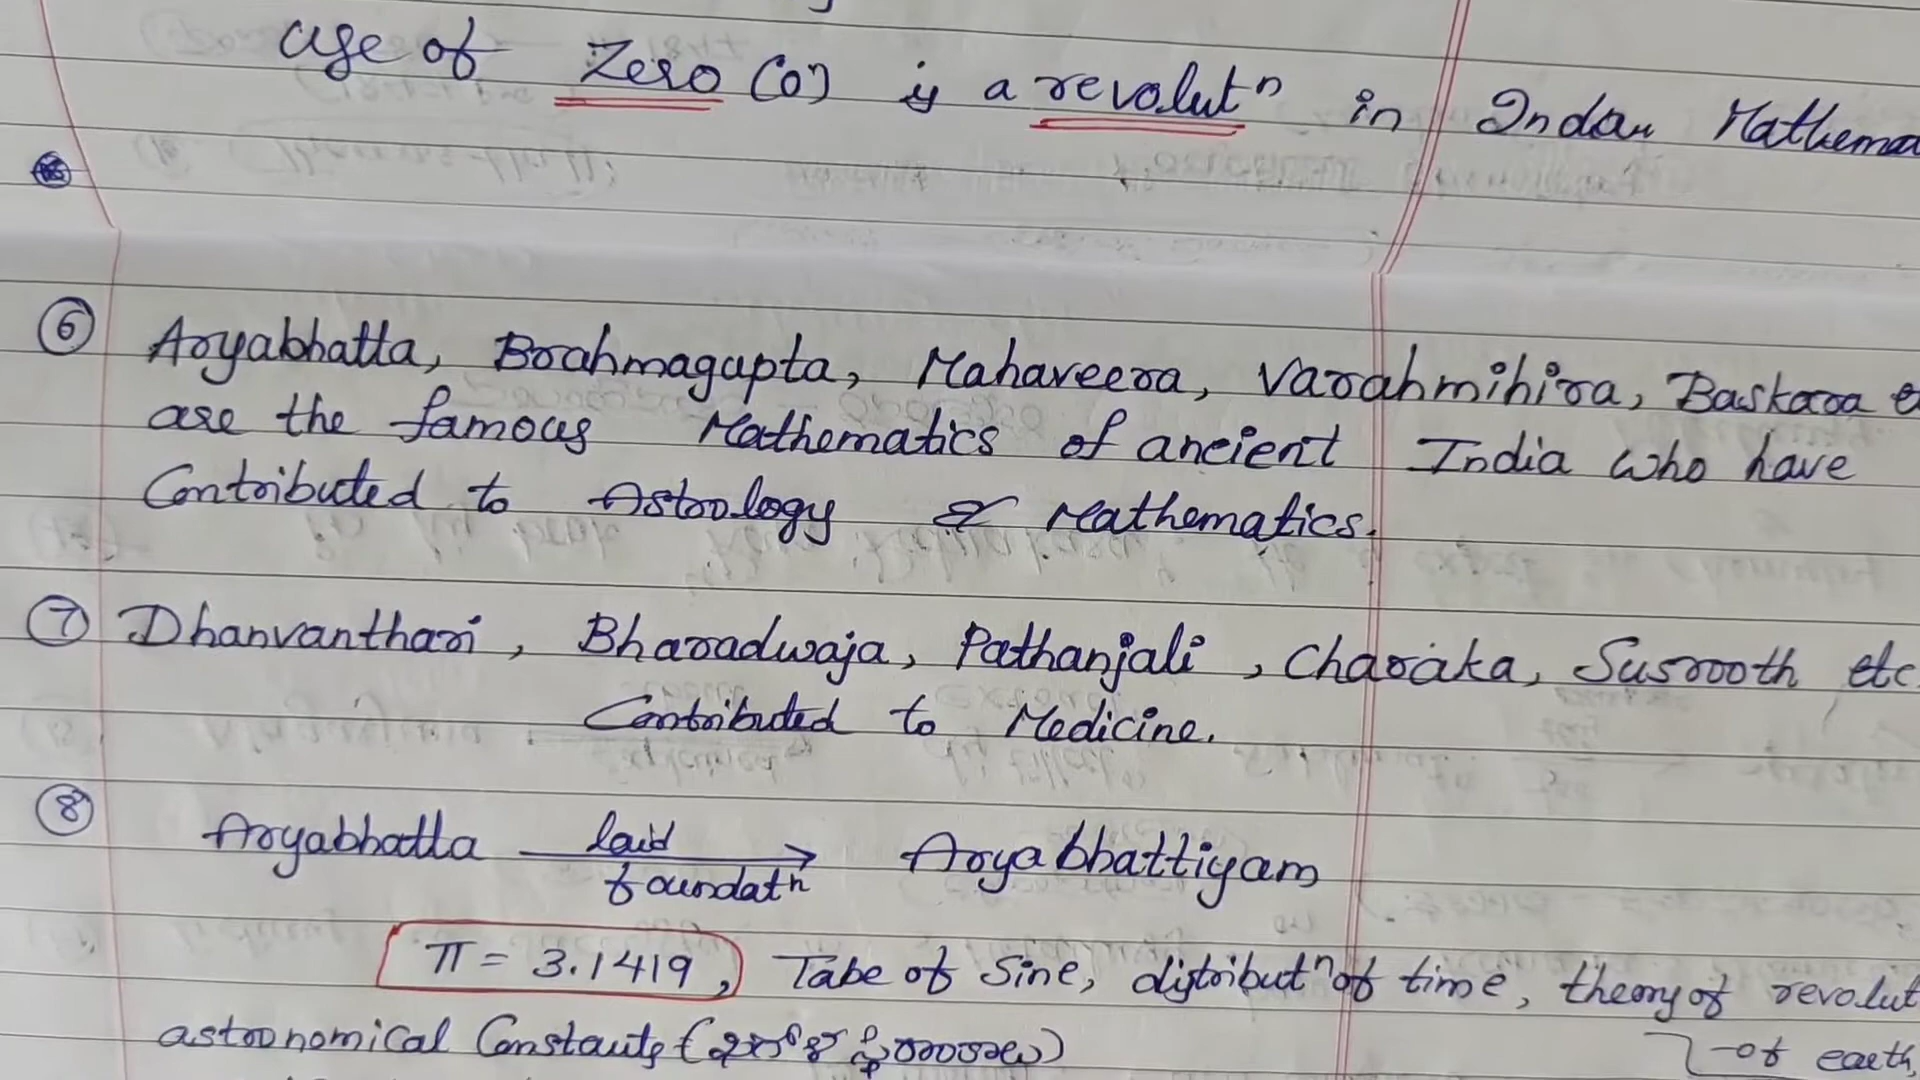 use of Zero (0) is a revolutⁿ in Indan Mathema
⑥ Aryabhatta, Brahmagupta, Mahaveera, Varahmihira, Baskara
are the famous Mathematics of ancient India who have
Contributed to Astrology & Mathematics.
⑦ Dhanvanthari, Bharadwaja, Pathanjali, Charaka, Susrooth etc.
Contributed to Medicine.
⑧ Aryabhatta laid foundatⁿ → Aryabhattiyam
π = 3.1419, Tabe of Sine, distributⁿ of time, theory of revolut
astronomical Constants (
of earth,